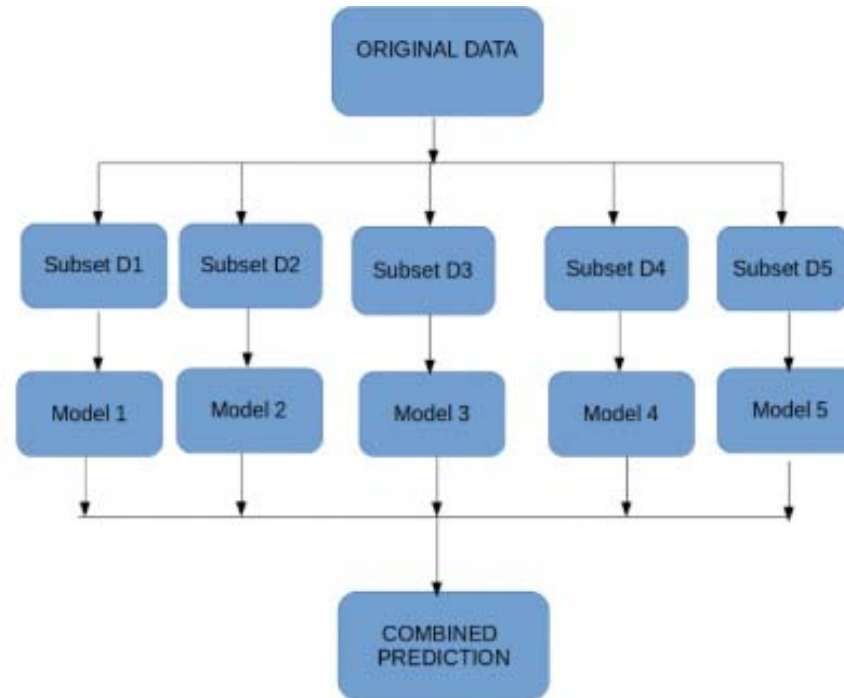 ORIGINAL DATA
Subset D1
Subset D2
Subset D3
Subset D4
Subset D5
Model 1
Model 2
Model 3
Model 4
Model 5
COMBINED
PREDICTION